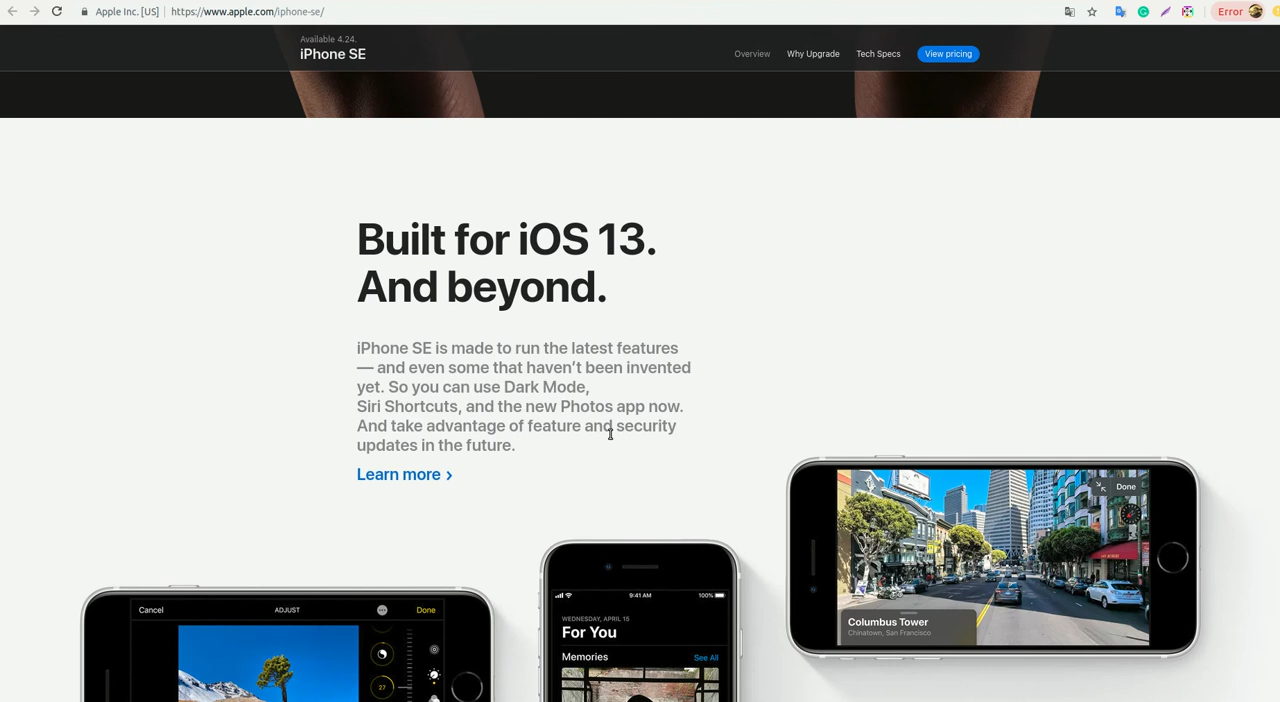 Apple Inc. [US]
https://www.apple.com/iphone-se/
Error
Available 4.24.
iPhone SE
Overview
Why Upgrade
Tech Specs
View pricing
Built for iOS 13.
And beyond.
iPhone SE is made to run the latest features
— and even some that haven’t been invented
yet. So you can use Dark Mode,
Siri Shortcuts, and the new Photos app now.
And take advantage of feature and security
updates in the future.
Learn more ›
Done
Columbus Tower
Chinatown, San Francisco
9:41 AM
100%
WEDNESDAY, APRIL 15
For You
Memories
See All
Cancel
ADJUST
Done
27